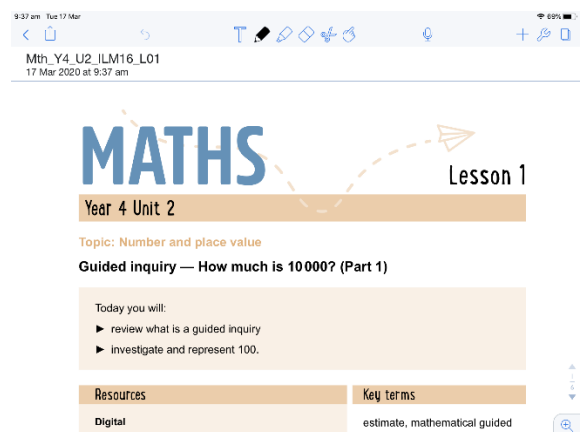 9:37 am Tue 17 Mar
69%
Mth_Y4_U2_ILM16_L01
17 Mar 2020 at 9:37 am
MATHS
Lesson 1
Year 4 Unit 2
Topic: Number and place value
Guided inquiry — How much is 10 000? (Part 1)
Today you will:
► review what is a guided inquiry
► investigate and represent 100.
Resources
Key terms
Digital
estimate, mathematical guided